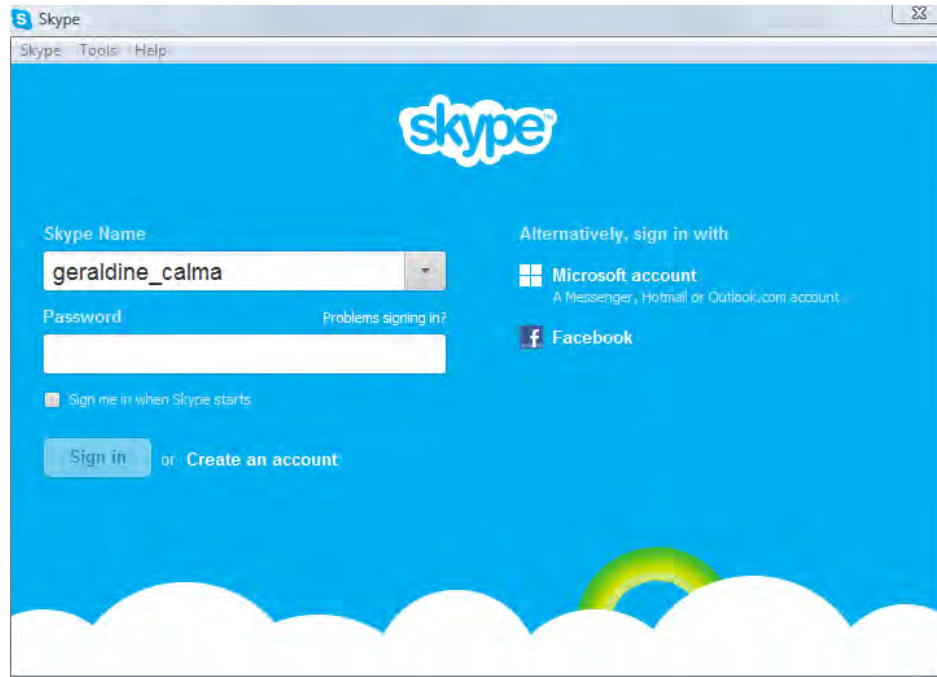 Skype
Skype Tools Help
skype™
Skype Name
geraldine_calma
Password Problems signing in?
Sign me in when Skype starts
Sign in or Create an account
Alternatively, sign in with
Microsoft account
A Messenger, Hotmail or Outlook.com account
Facebook